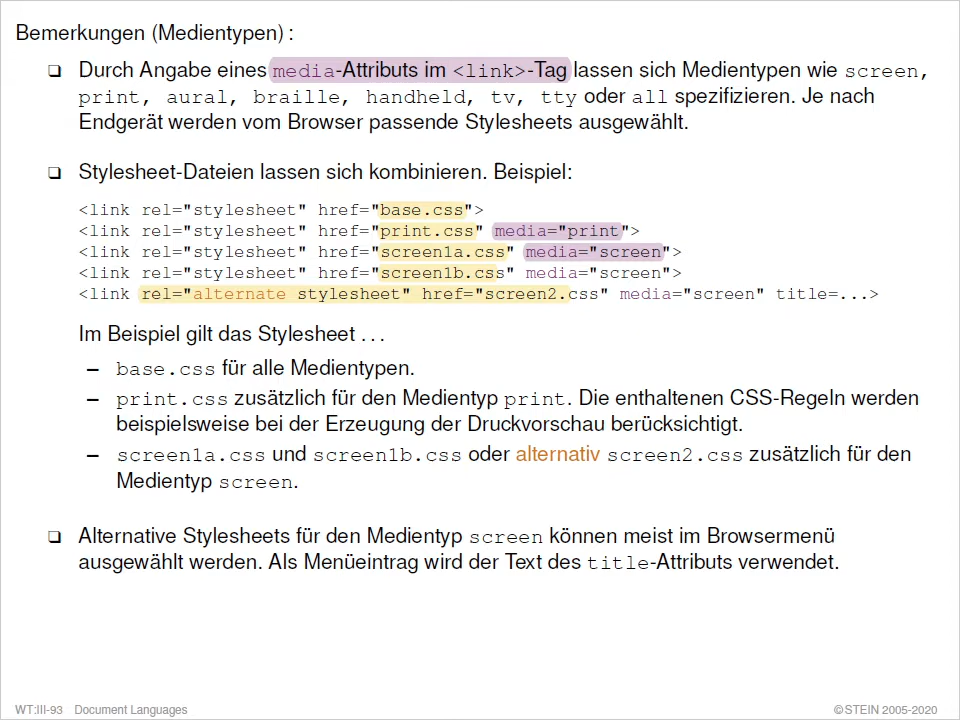 Bemerkungen (Medientypen) :
❑ Durch Angabe eines media-Attributs im <link>-Tag lassen sich Medientypen wie screen,
print, aural, braille, handheld, tv, tty oder all spezifizieren. Je nach
Endgerät werden vom Browser passende Stylesheets ausgewählt.
❑ Stylesheet-Dateien lassen sich kombinieren. Beispiel:
<link rel="stylesheet" href="base.css">
<link rel="stylesheet" href="print.css" media="print">
<link rel="stylesheet" href="screen1a.css" media="screen">
<link rel="stylesheet" href="screen1b.css" media="screen">
<link rel="alternate stylesheet" href="screen2.css" media="screen" title=...>
Im Beispiel gilt das Stylesheet ...
– base.css für alle Medientypen.
– print.css zusätzlich für den Medientyp print. Die enthaltenen CSS-Regeln werden
beispielsweise bei der Erzeugung der Druckvorschau berücksichtigt.
– screen1a.css und screen1b.css oder alternativ screen2.css zusätzlich für den
Medientyp screen.
❑ Alternative Stylesheets für den Medientyp screen können meist im Browsermenü
ausgewählt werden. Als Menüeintrag wird der Text des title-Attributs verwendet.
WT:III-93 Document Languages
©STEIN 2005-2020